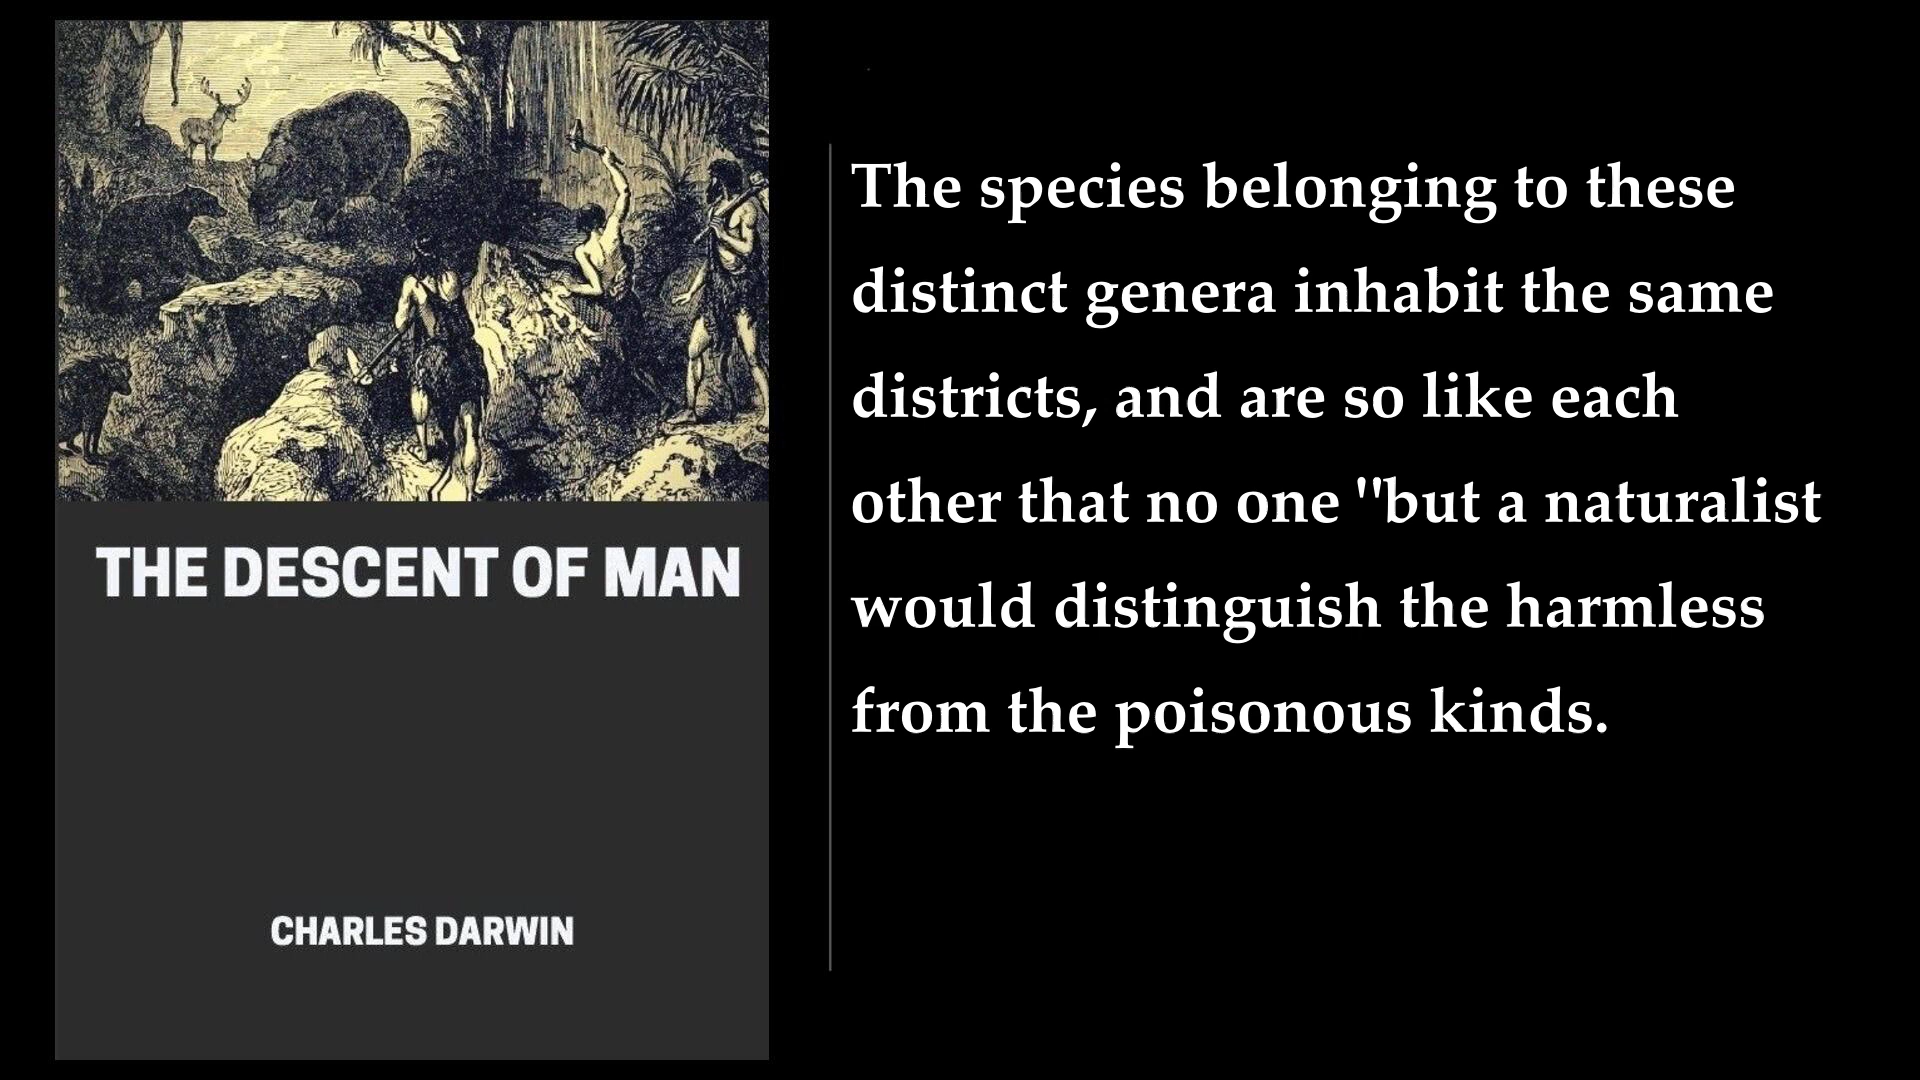 THE DESCENT OF MAN
CHARLES DARWIN
The species belonging to these
distinct genera inhabit the same
districts, and are so like each
other that no one "but a naturalist
would distinguish the harmless
from the poisonous kinds.